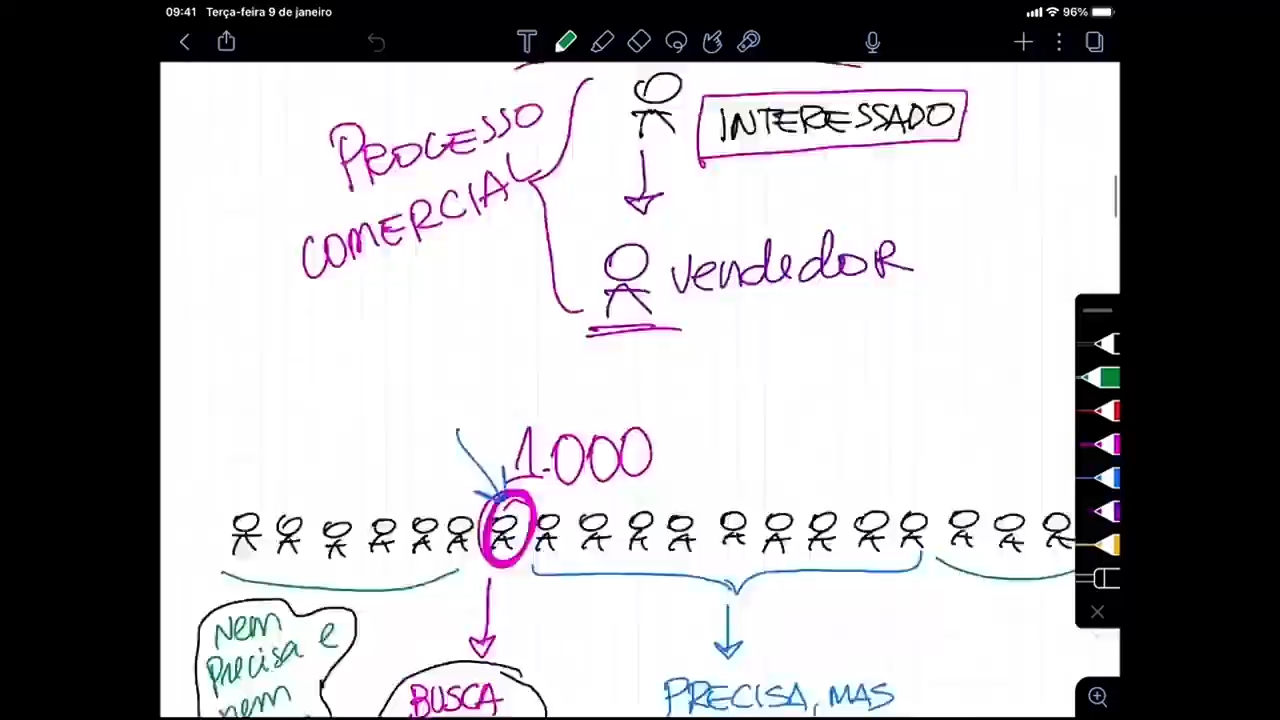 09:41 Terça-feira 9 de janeiro 96%
PROCESSO
COMERCIAL
INTERESSADO
vendedoR
1.000
Nem
Precisa e
nem
BUSCA
PRECISA, MAS